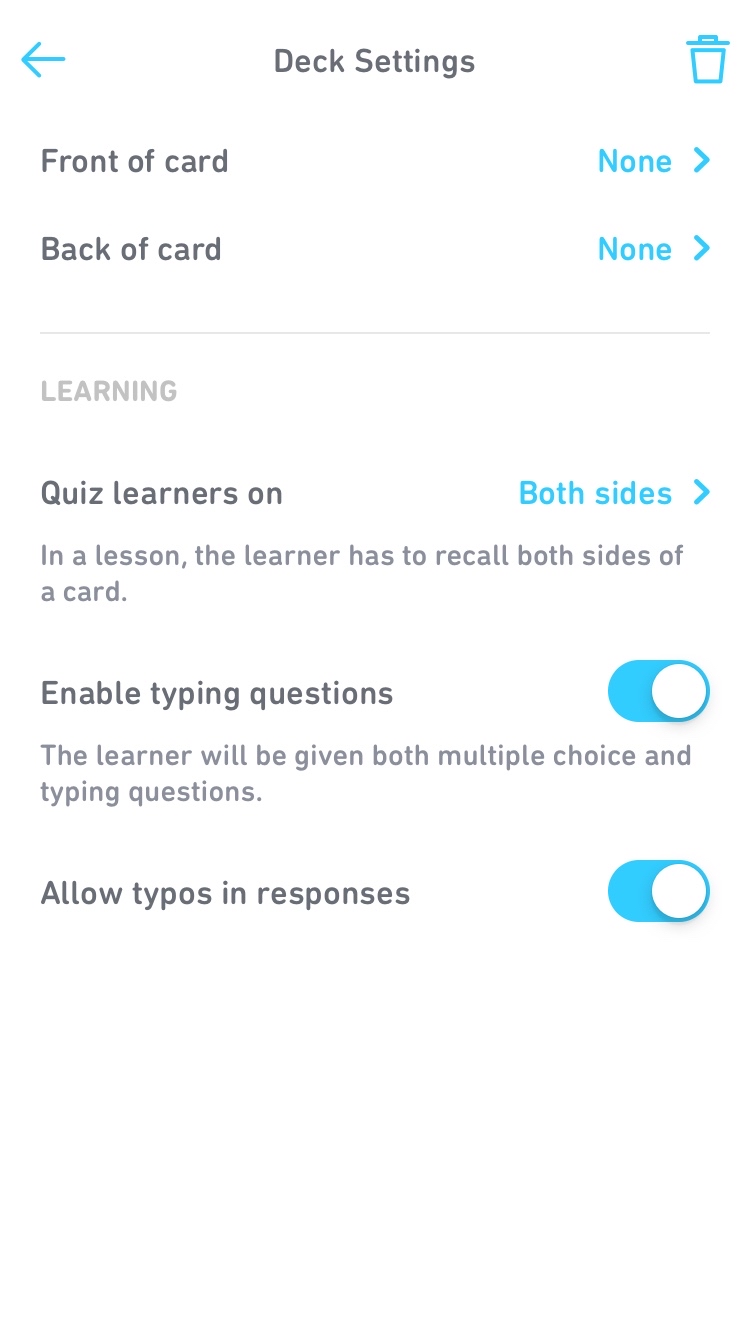 Deck Settings
Front of card None
Back of card None
LEARNING
Quiz learners on Both sides
In a lesson, the learner has to recall both sides of
a card.
Enable typing questions
The learner will be given both multiple choice and
typing questions.
Allow typos in responses